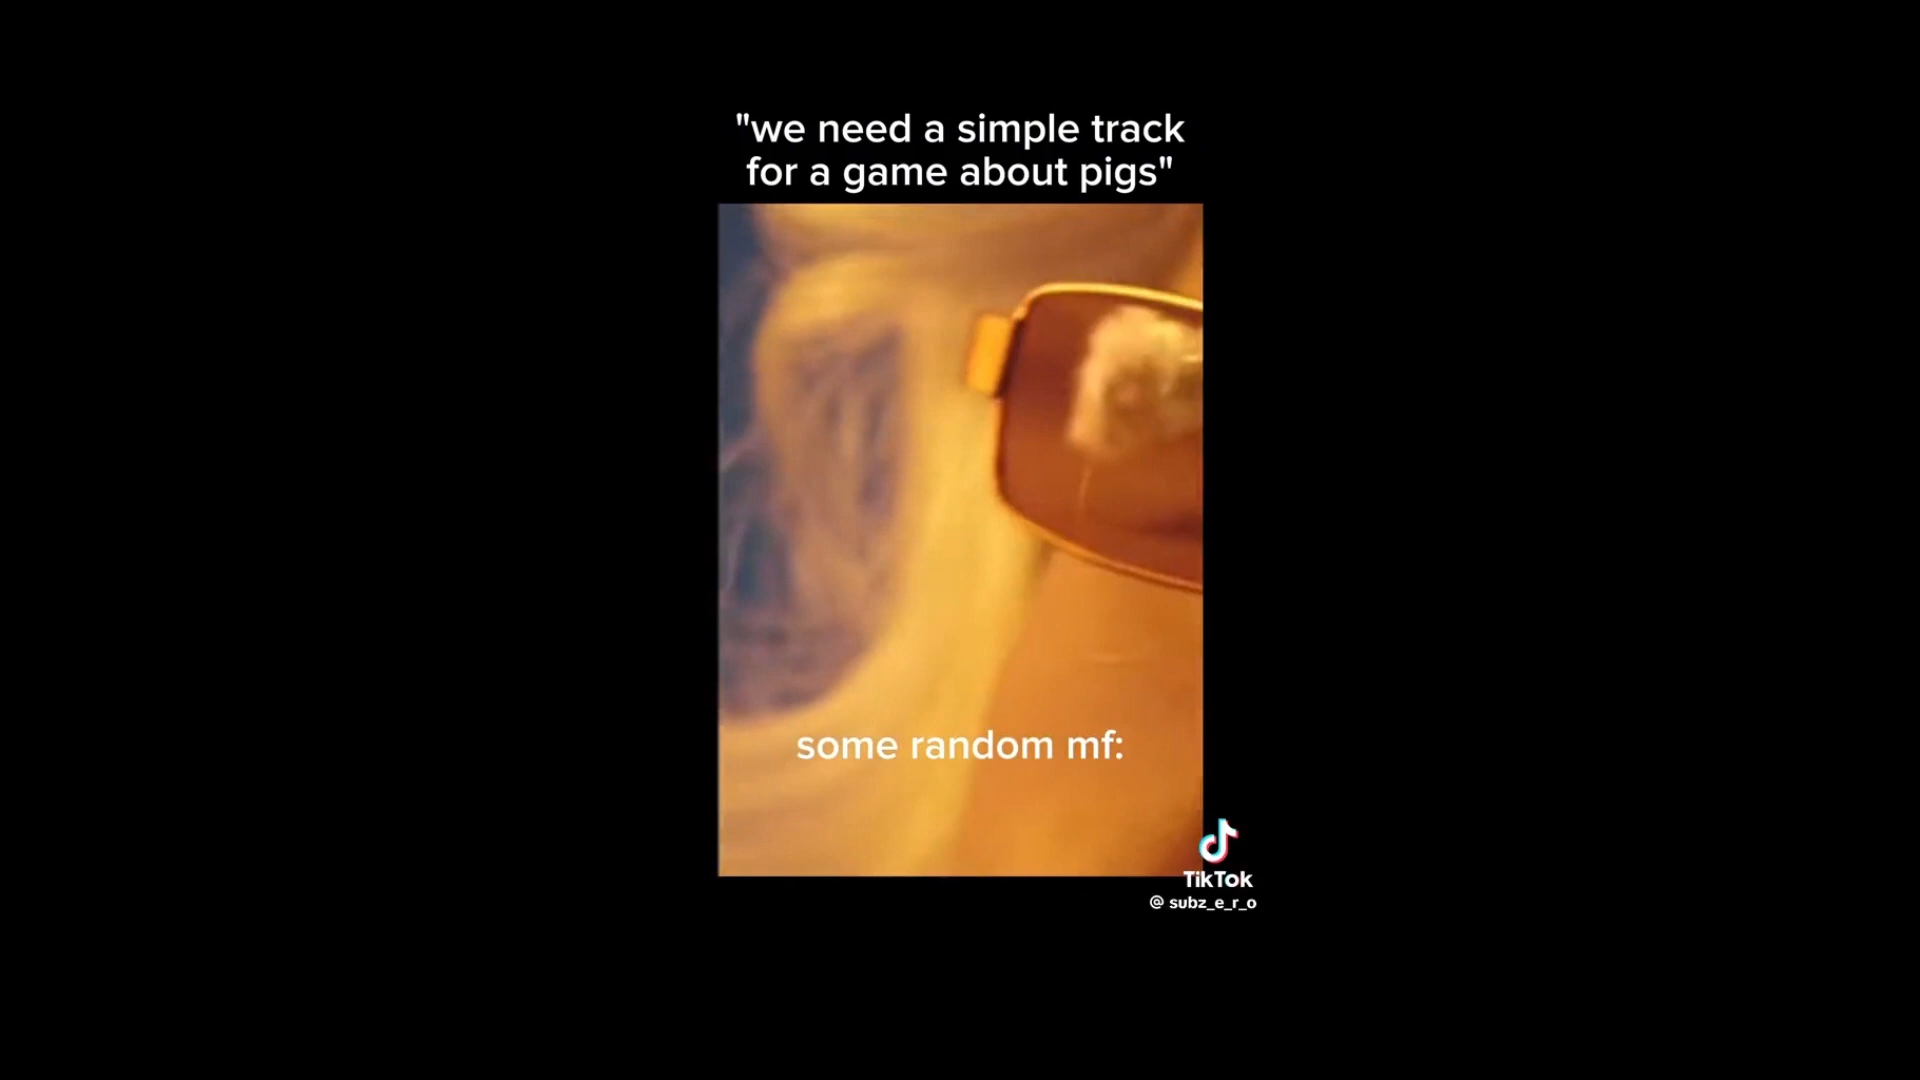 "we need a simple track
for a game about pigs"
some random mf:
TikTok
@ subz_e_r_o